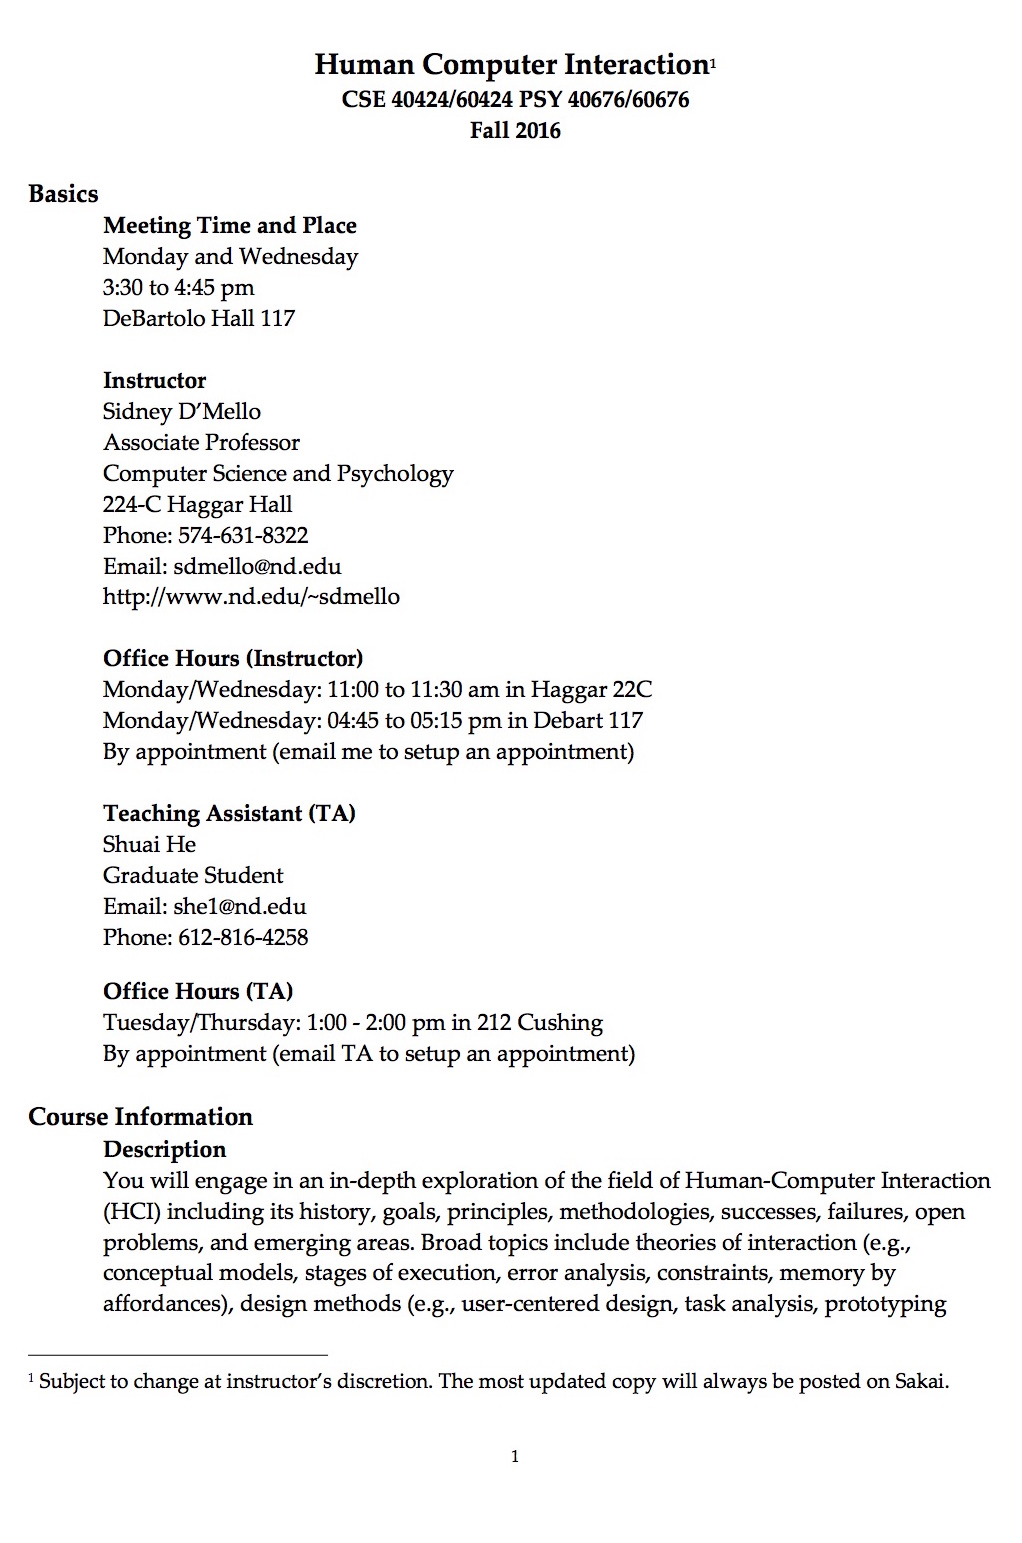 Human Computer Interaction¹
CSE 40424/60424 PSY 40676/60676
Fall 2016
Basics
Meeting Time and Place
Monday and Wednesday
3:30 to 4:45 pm
DeBartolo Hall 117
Instructor
Sidney D’Mello
Associate Professor
Computer Science and Psychology
224-C Haggar Hall
Phone: 574-631-8322
Email: sdmello@nd.edu
http://www.nd.edu/~sdmello
Office Hours (Instructor)
Monday/Wednesday: 11:00 to 11:30 am in Haggar 22C
Monday/Wednesday: 04:45 to 05:15 pm in Debart 117
By appointment (email me to setup an appointment)
Teaching Assistant (TA)
Shuai He
Graduate Student
Email: she1@nd.edu
Phone: 612-816-4258
Office Hours (TA)
Tuesday/Thursday: 1:00 - 2:00 pm in 212 Cushing
By appointment (email TA to setup an appointment)
Course Information
Description
You will engage in an in-depth exploration of the field of Human-Computer Interaction
(HCI) including its history, goals, principles, methodologies, successes, failures, open
problems, and emerging areas. Broad topics include theories of interaction (e.g.,
conceptual models, stages of execution, error analysis, constraints, memory by
affordances), design methods (e.g., user-centered design, task analysis, prototyping
¹ Subject to change at instructor’s discretion. The most updated copy will always be posted on Sakai.
1